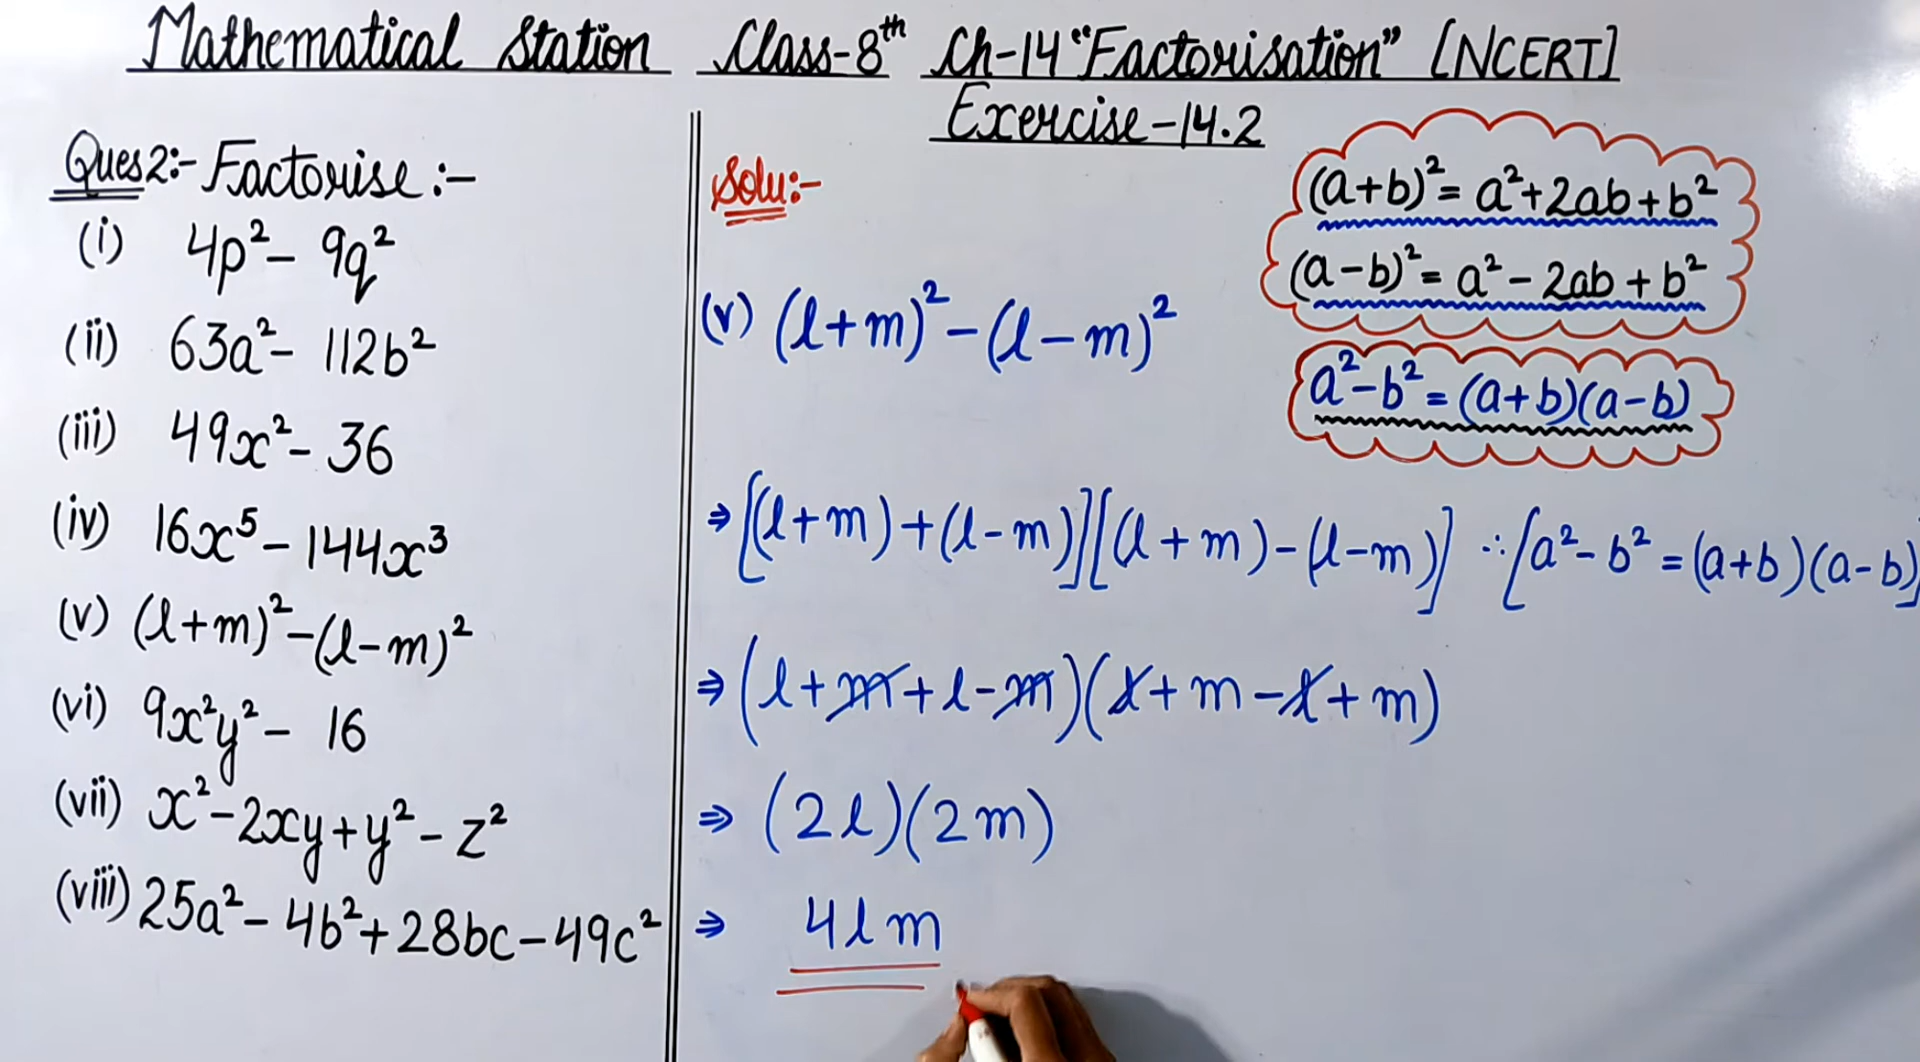 Mathematical Station Class-8th Ch-14 "Factorisation" [NCERT]
Exercise-14.2
Ques2:- Factorise:-
(i) 4p² - 9q²
(ii) 63a² - 112b²
(iii) 49x² - 36
(iv) 16x⁵ - 144x³
(v) (l+m)² - (l-m)²
(vi) 9x²y² - 16
(vii) x² - 2xy + y² - z²
(viii) 25a² - 4b² + 28bc - 49c²
Solu:-
(a+b)² = a² + 2ab + b²
(a-b)² = a² - 2ab + b²
a² - b² = (a+b)(a-b)
(v) (l+m)² - (l-m)²
⇒ [(l+m)+(l-m)][(l+m)-(l-m)] ∵[a² - b² = (a+b)(a-b)]
⇒ (l+m+l-m)(l+m-l+m)
⇒ (2l)(2m)
⇒ 4lm